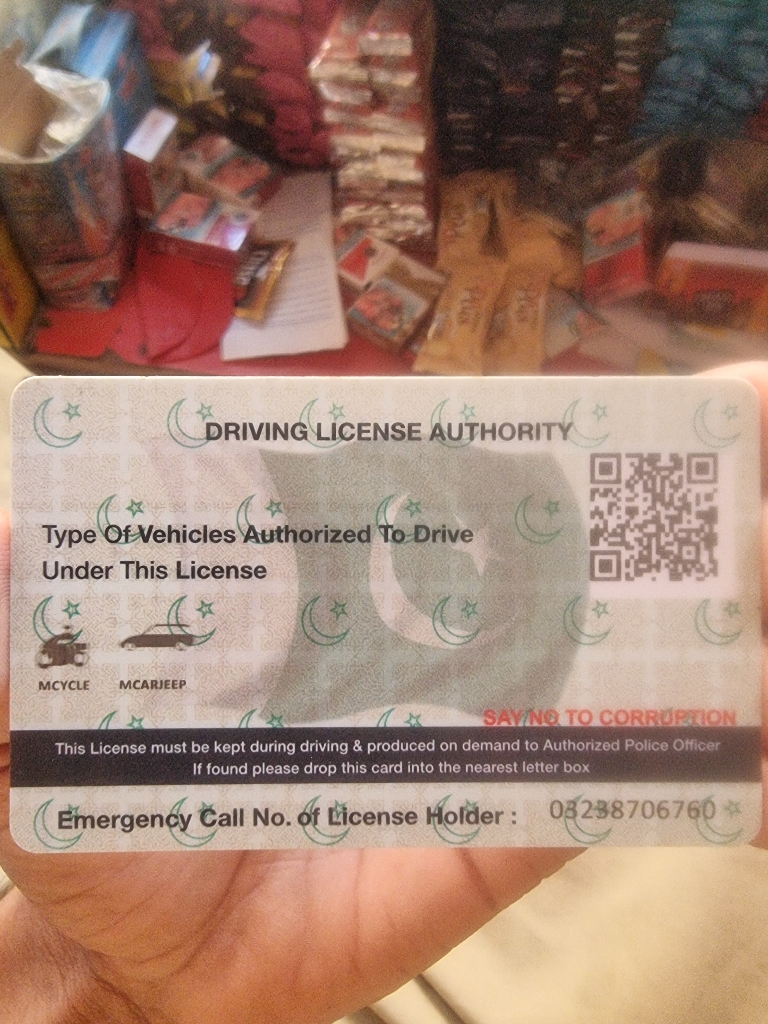 DRIVING LICENSE AUTHORITY
Type Of Vehicles Authorized To Drive
Under This License
MCYCLE MCARJEEP
SAY NO TO CORRUPTION
This License must be kept during driving & produced on demand to Authorized Police Officer
If found please drop this card into the nearest letter box
Emergency Call No. of License Holder : 03238706760